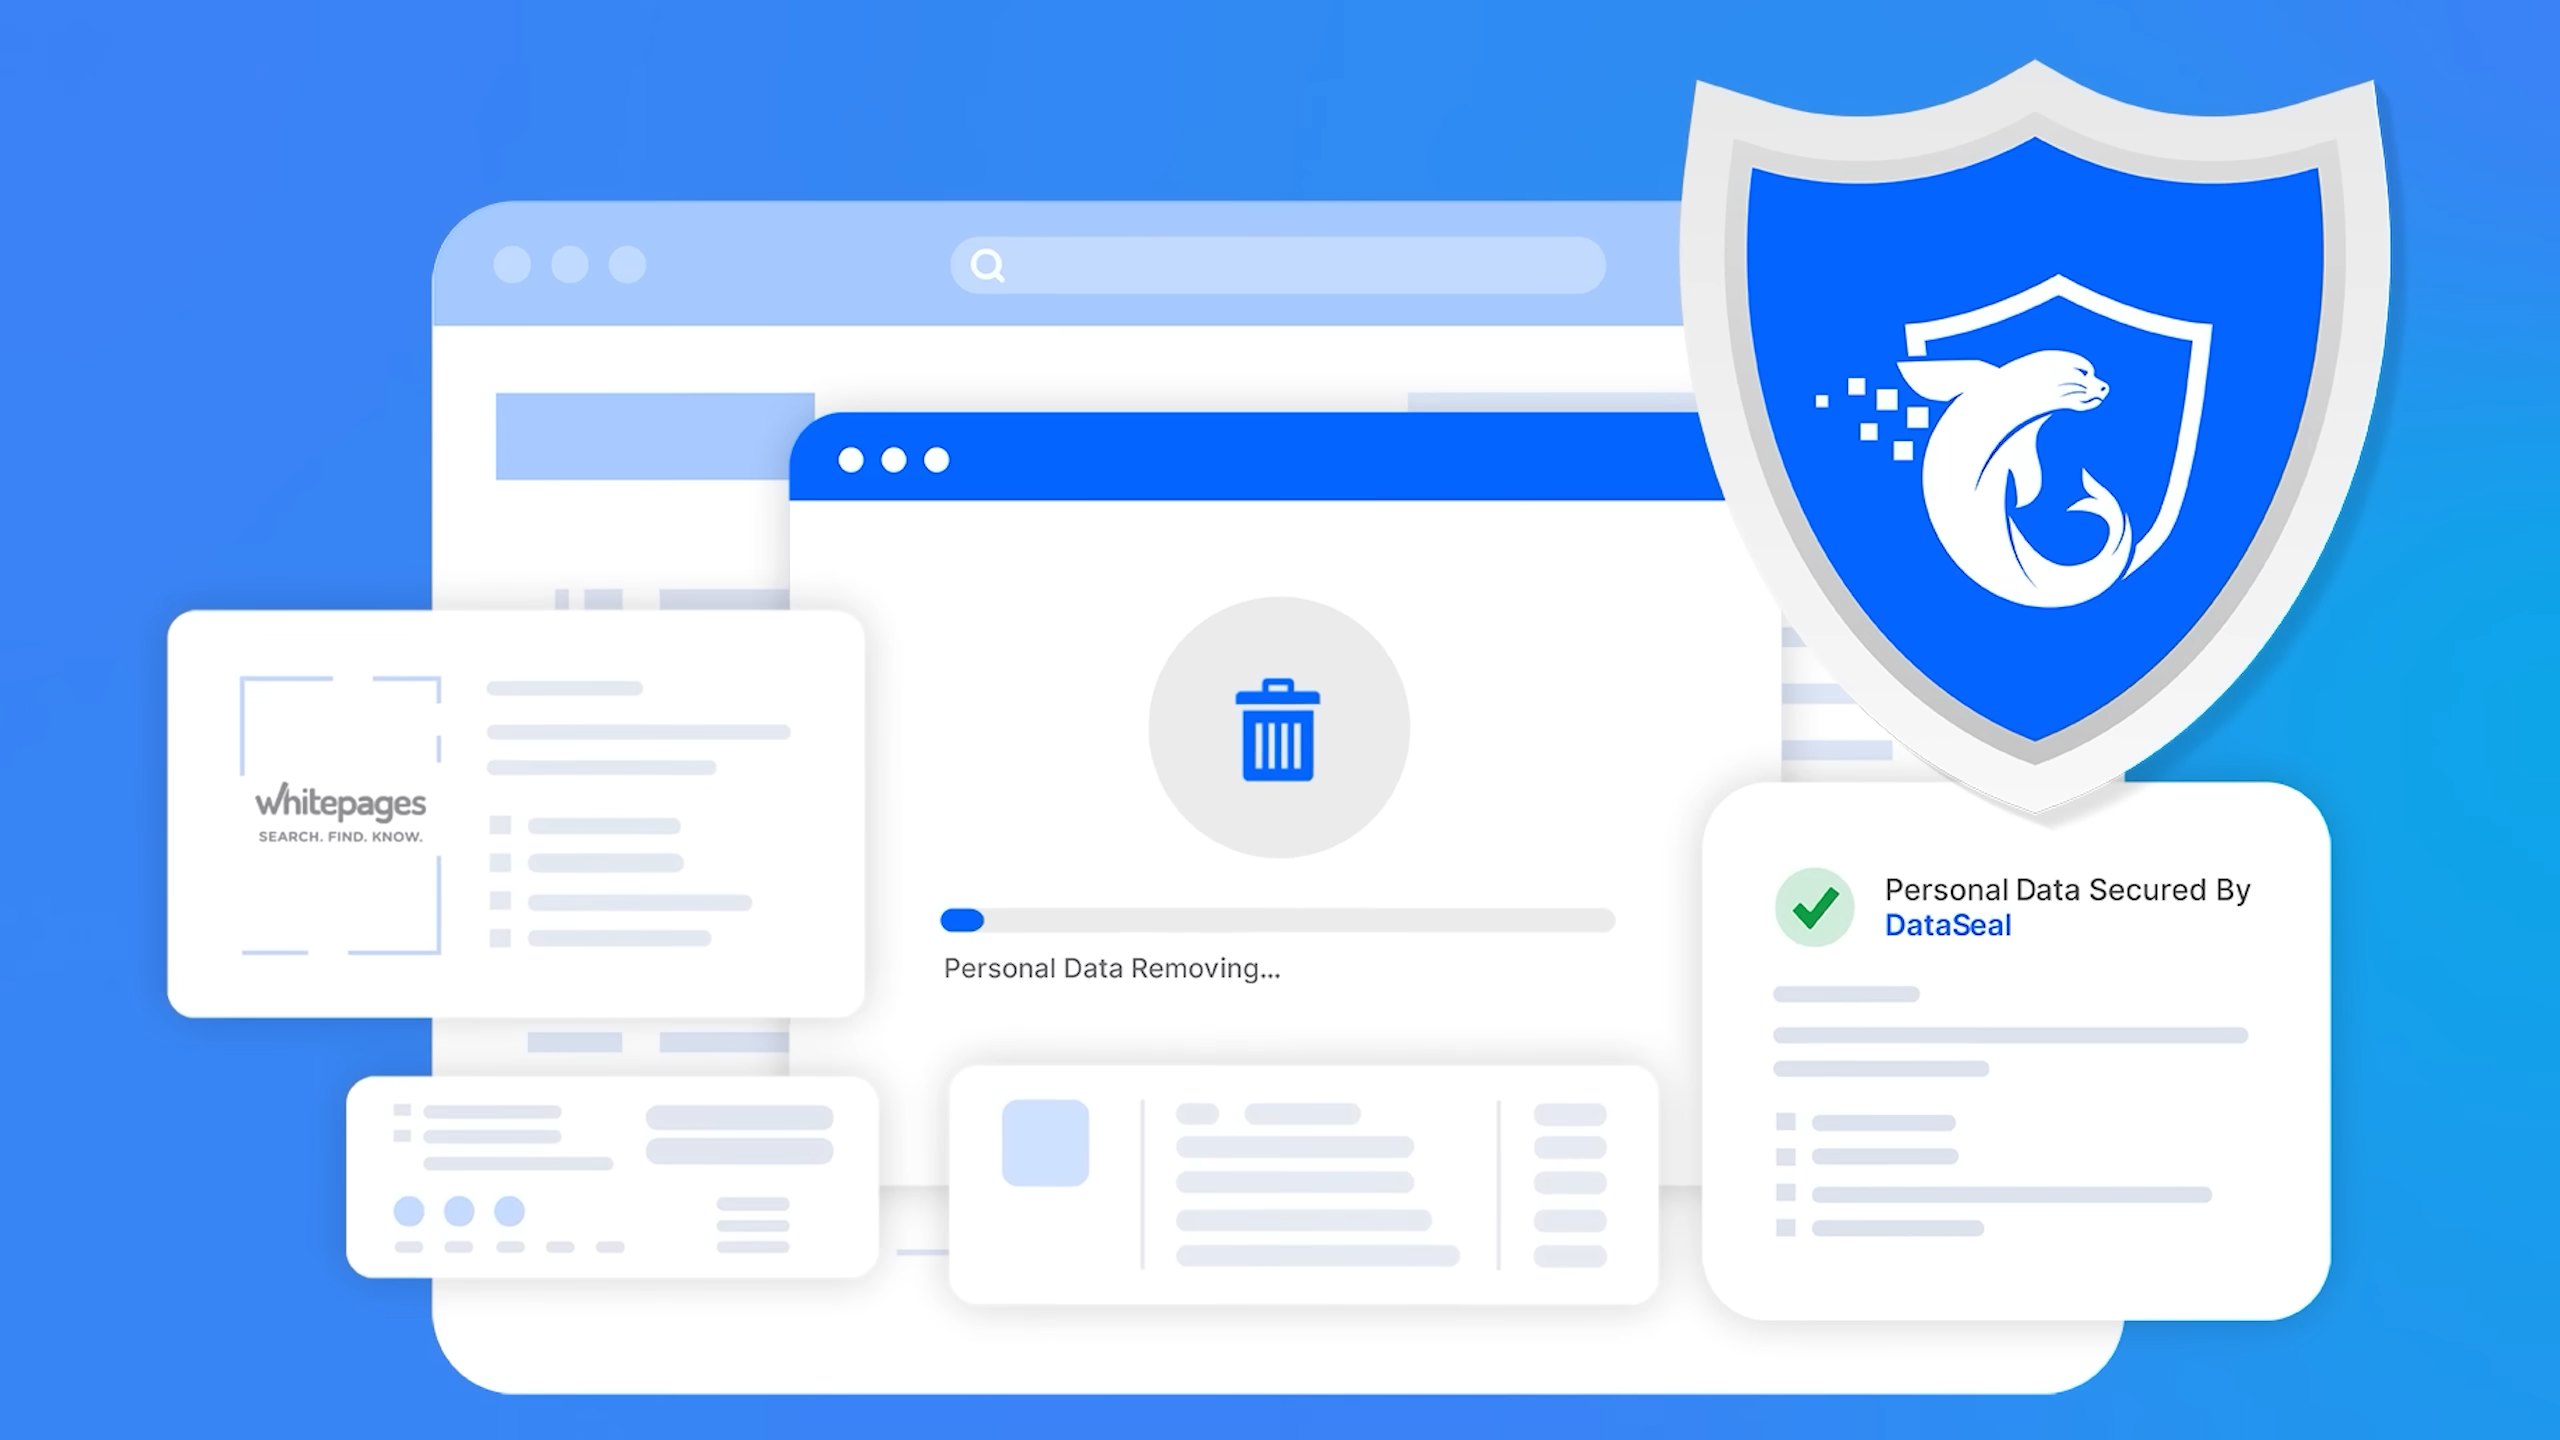 whitepages
SEARCH. FIND. KNOW.
Personal Data Removing...
Personal Data Secured By
DataSeal